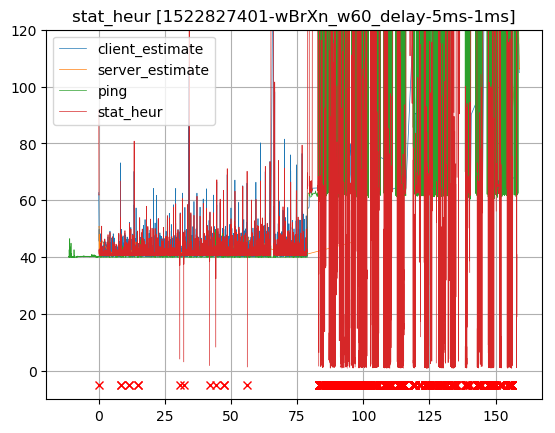 stat_heur [1522827401-wBrXn_w60_delay-5ms-1ms]
120
100
80
60
40
20
0
client_estimate
server_estimate
ping
stat_heur
0
25
50
75
100
125
150